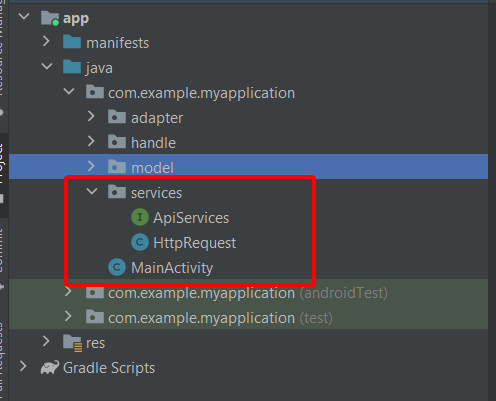 app
manifests
java
com.example.myapplication
adapter
handle
model
services
ApiServices
HttpRequest
MainActivity
com.example.myapplication (androidTest)
com.example.myapplication (test)
res
Gradle Scripts
Project